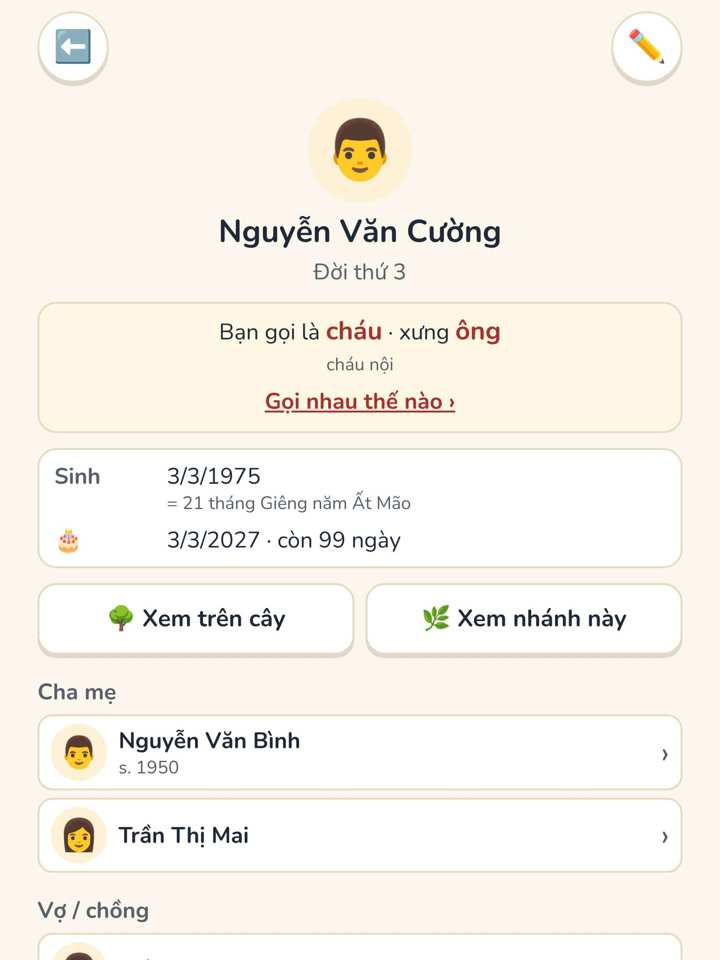 Nguyễn Văn Cường
Đời thứ 3
Bạn gọi là cháu · xưng ông
cháu nội
Gọi nhau thế nào ›
Sinh 3/3/1975
= 21 tháng Giêng năm Ất Mão
3/3/2027 · còn 99 ngày
Xem trên cây
Xem nhánh này
Cha mẹ
Nguyễn Văn Bình
s. 1950
Trần Thị Mai
Vợ / chồng